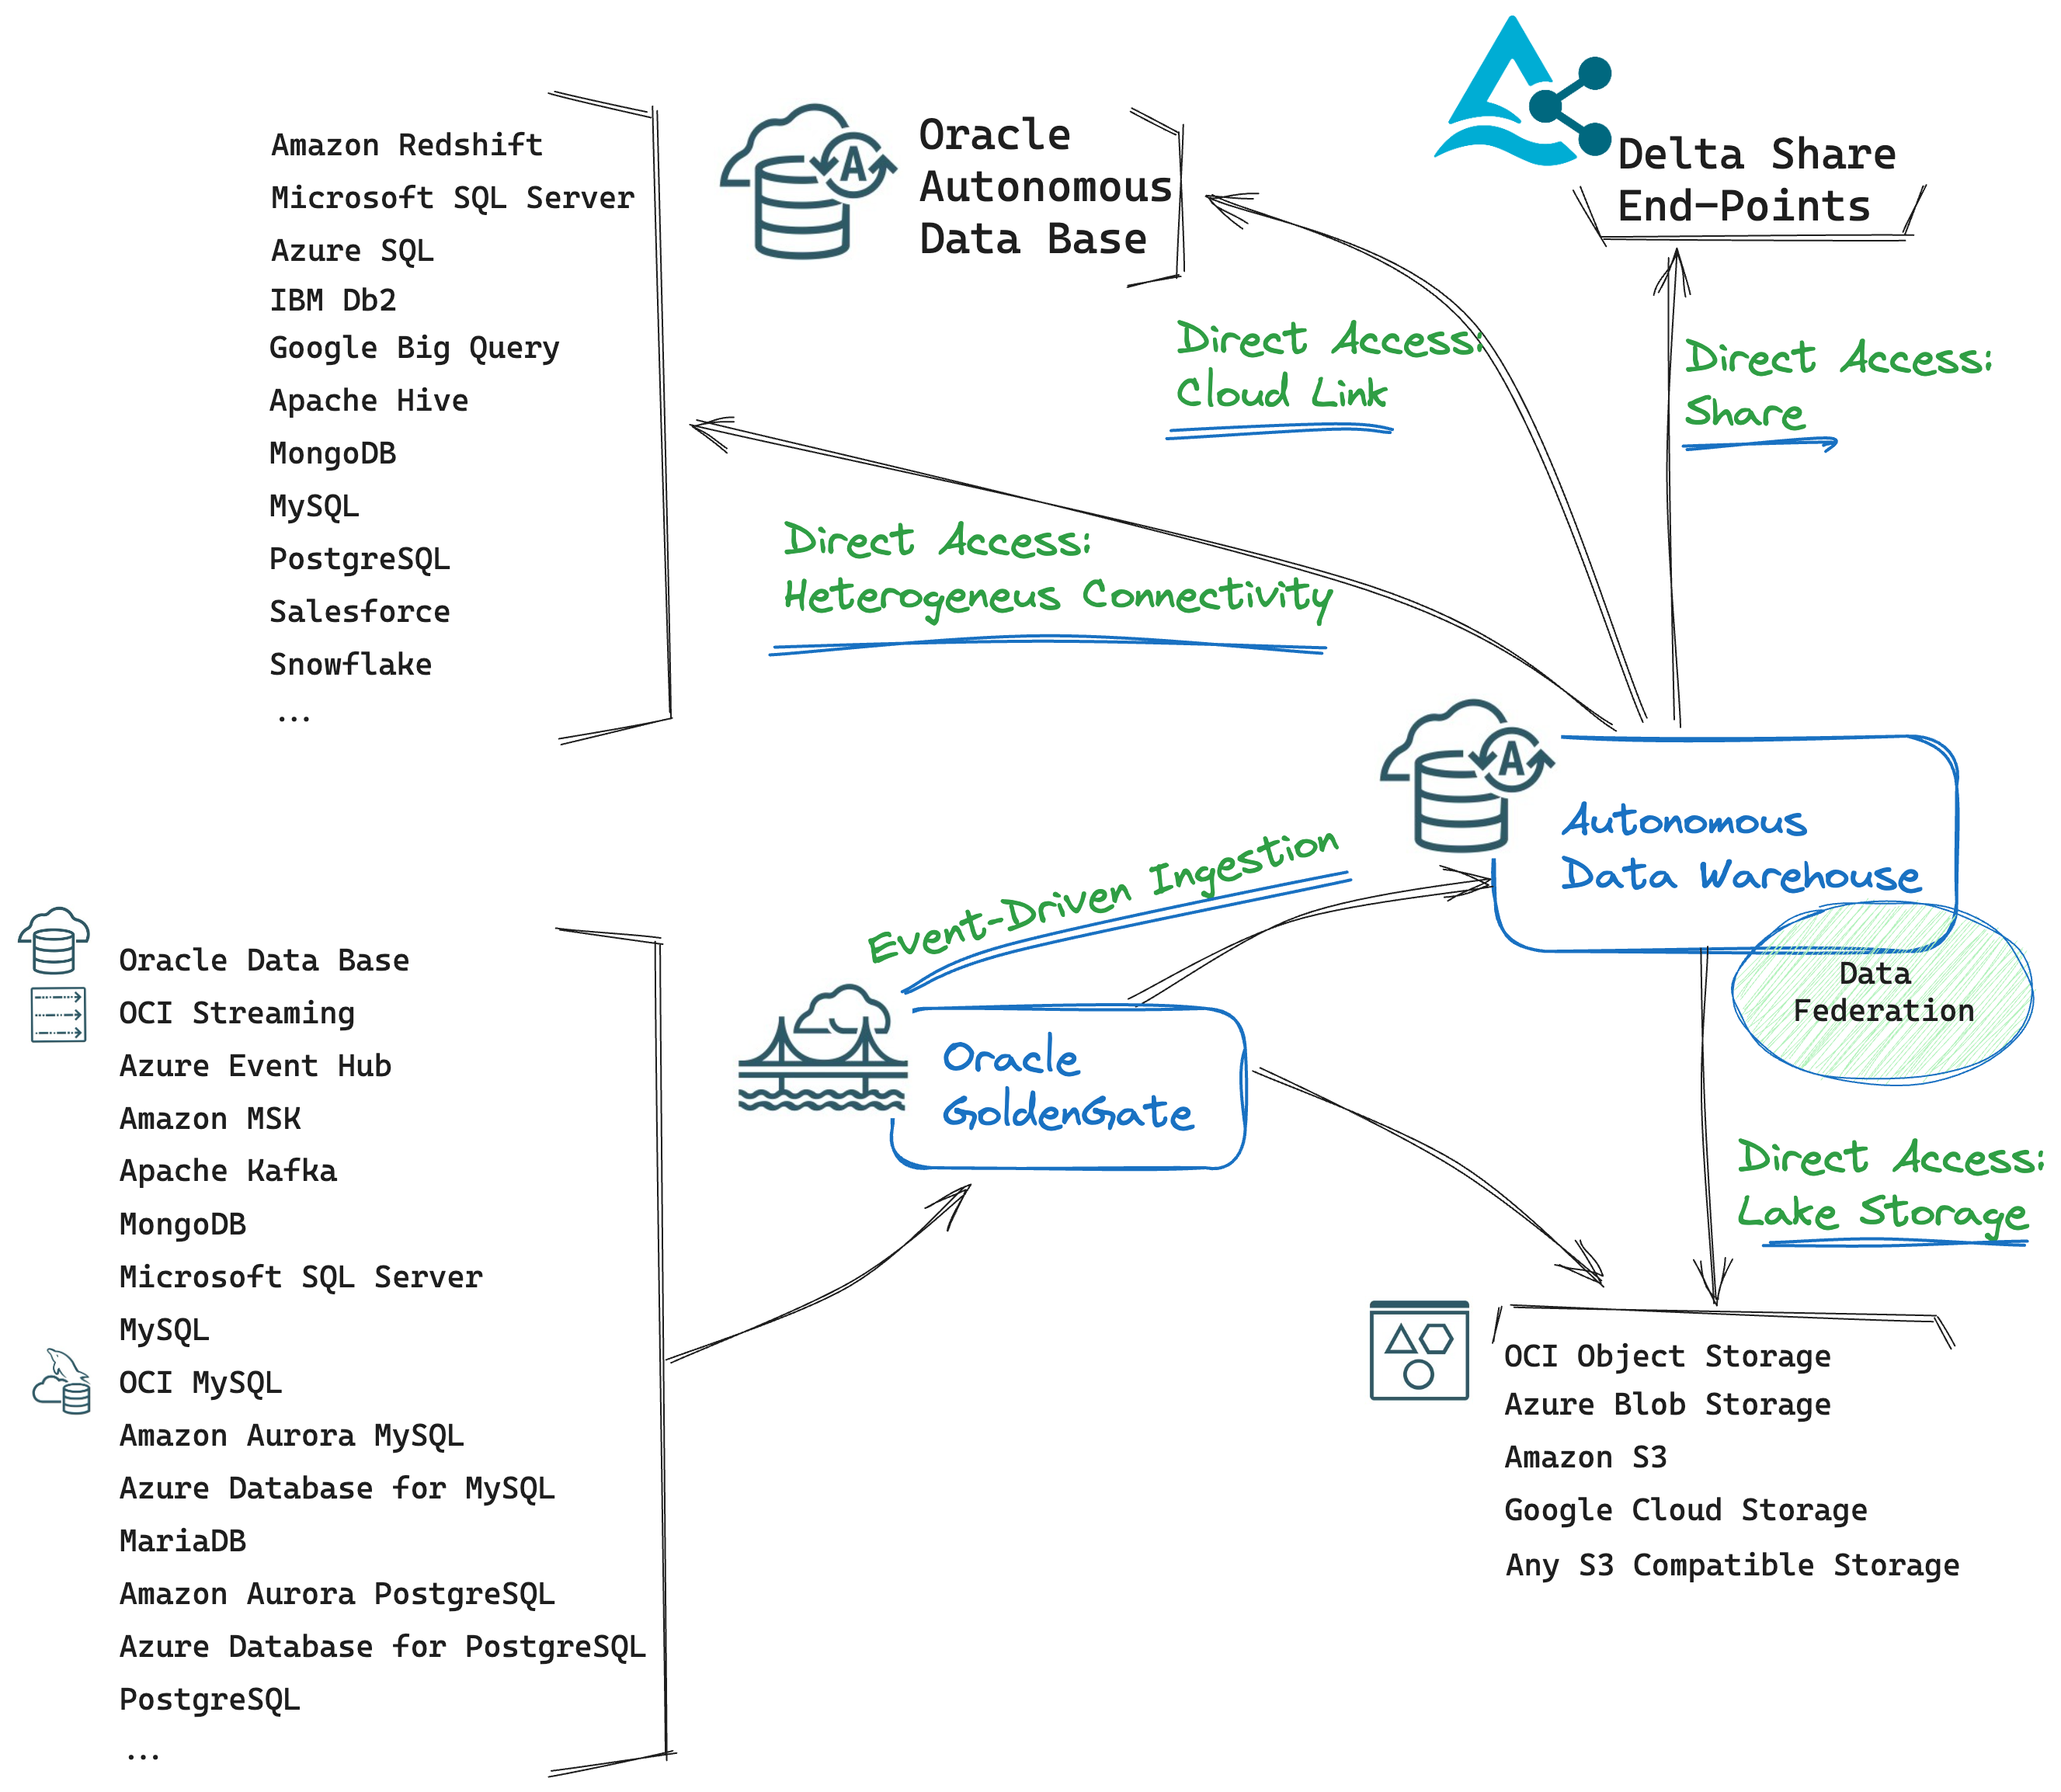 Amazon Redshift
Microsoft SQL Server
Azure SQL
IBM Db2
Google Big Query
Apache Hive
MongoDB
MySQL
PostgreSQL
Salesforce
Snowflake
...
A
Oracle
Autonomous
Data Base
Delta Share
End-Points
Direct Access:
Cloud Link
Direct Access:
Share
Direct Access:
Heterogeneus Connectivity
A
Autonomous
Data Warehouse
Data
Federation
Event-Driven Ingestion
Oracle
GoldenGate
Direct Access:
Lake Storage
Oracle Data Base
OCI Streaming
Azure Event Hub
Amazon MSK
Apache Kafka
MongoDB
Microsoft SQL Server
MySQL
OCI MySQL
Amazon Aurora MySQL
Azure Database for MySQL
MariaDB
Amazon Aurora PostgreSQL
Azure Database for PostgreSQL
PostgreSQL
...
OCI Object Storage
Azure Blob Storage
Amazon S3
Google Cloud Storage
Any S3 Compatible Storage